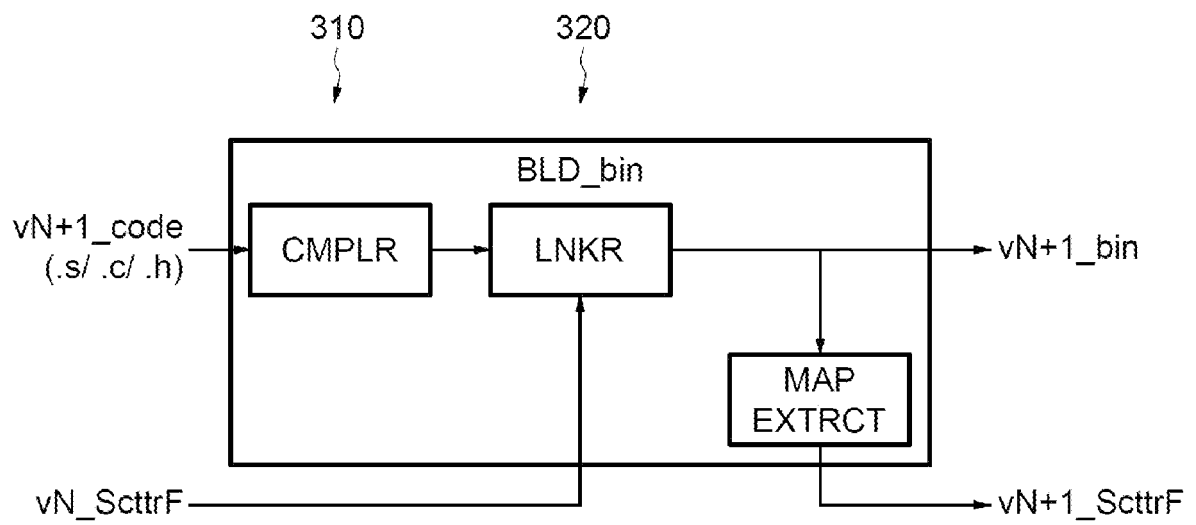 310
320
BLD_bin
vN+1_code
(.s/ .c/ .h)
CMPLR
LNKR
vN+1_bin
MAP
EXTRCT
vN_ScttrF
vN+1_ScttrF